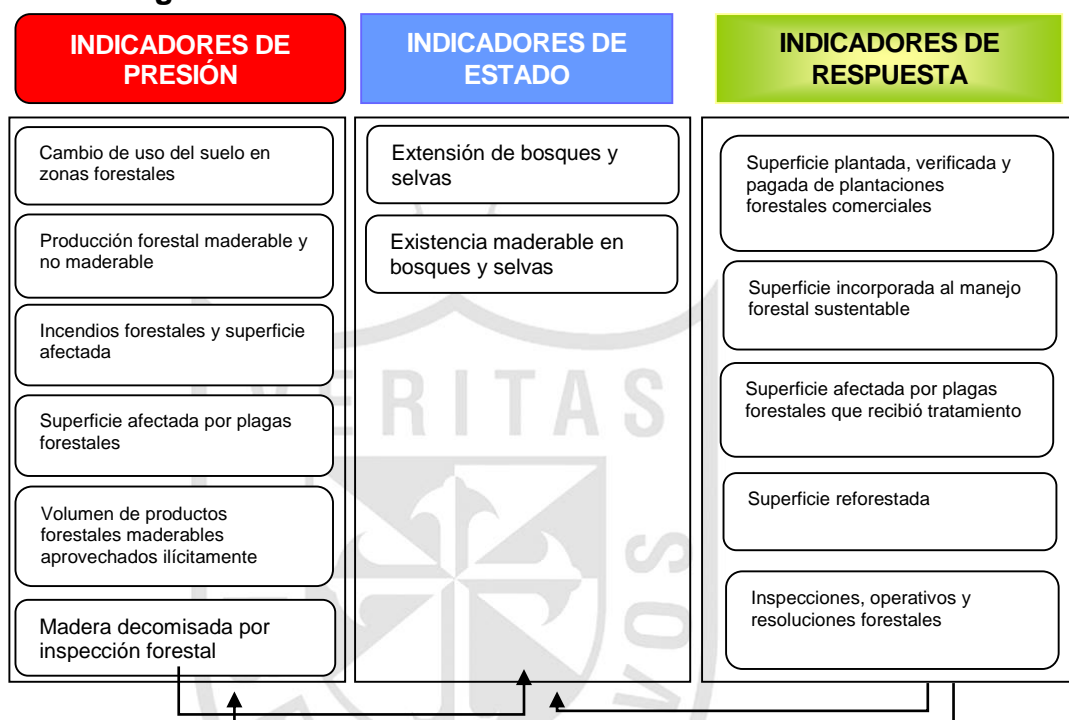 INDICADORES DE
PRESIÓN
INDICADORES DE
ESTADO
INDICADORES DE
RESPUESTA
Cambio de uso del suelo en
zonas forestales
Producción forestal maderable y
no maderable
Incendios forestales y superficie
afectada
Superficie afectada por plagas
forestales
Volumen de productos
forestales maderables
aprovechados ilícitamente
Madera decomisada por
inspección forestal
Extensión de bosques y
selvas
Existencia maderable en
bosques y selvas
Superficie plantada, verificada y
pagada de plantaciones
forestales comerciales
Superficie incorporada al manejo
forestal sustentable
Superficie afectada por plagas
forestales que recibió tratamiento
Superficie reforestada
Inspecciones, operativos y
resoluciones forestales
VERITAS
VOS